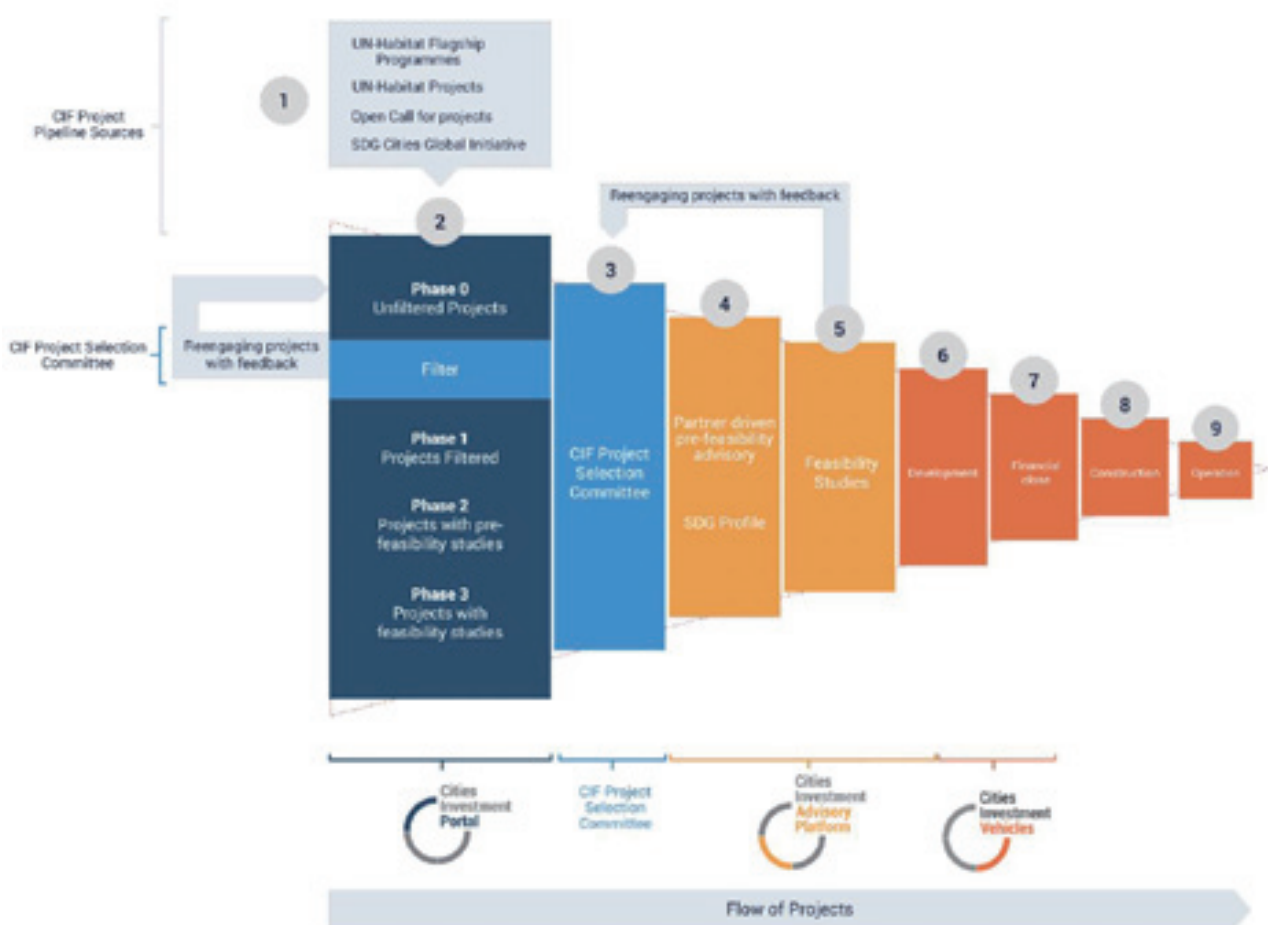 CIF Project
Pipeline Sources
1
UN-Habitat Flagship
Programmes
UN-Habitat Projects
Open Call for projects
SDG Cities Global Initiative
2
Reengaging projects with feedback
Phase 0
Unfiltered Projects
CIF Project Selection
Committee
Reengaging projects
with feedback
Filter
Phase 1
Projects Filtered
Phase 2
Projects with pre-
feasibility studies
Phase 3
Projects with
feasibility studies
3
CIF Project
Selection
Committee
4
Partner driven
pre-feasibility
advisory
SDG Profile
5
Feasibility
Studies
6
Development
7
Financial
close
8
Construction
9
Operation
Cities
Investment
Portal
CIF Project
Selection
Committee
Cities
Investment
Advisory
Platform
Cities
Investment
Vehicles
Flow of Projects